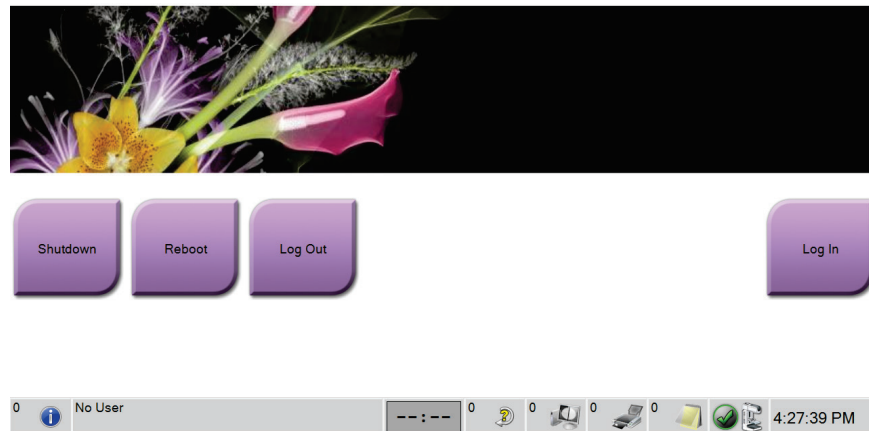 Shutdown
Reboot
Log Out
Log In
0
No User
--:--
0
0
0
0
4:27:39 PM